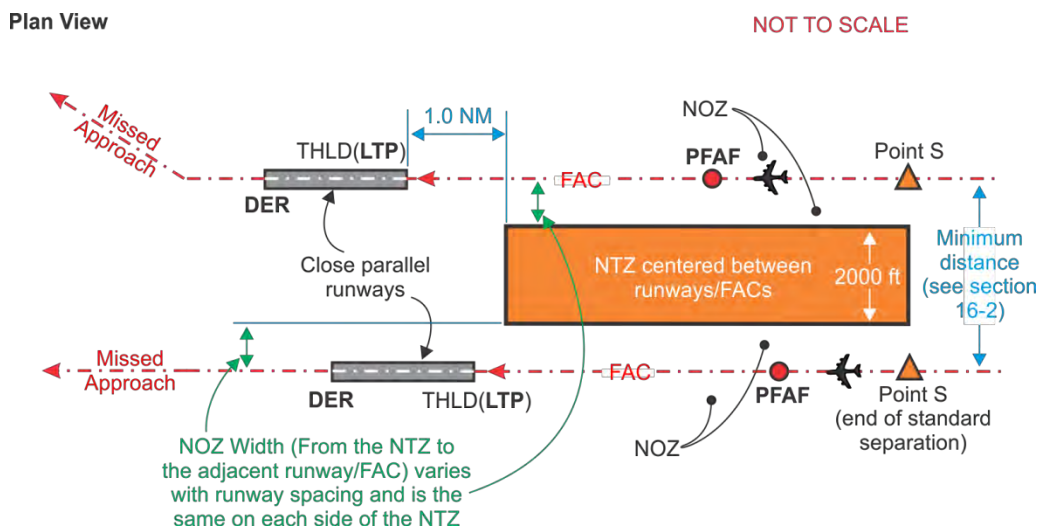 Plan View
NOT TO SCALE
Missed
Approach
1.0 NM
NOZ
THLD(LTP)
PFAF
Point S
FAC
DER
Close parallel
runways
NTZ centered between
runways/FACs
2000 ft
Minimum
distance
(see section
16-2)
Missed
Approach
FAC
DER
THLD(LTP)
PFAF
Point S
(end of standard
separation)
NOZ
NOZ Width (From the NTZ to
the adjacent runway/FAC) varies
with runway spacing and is the
same on each side of the NTZ